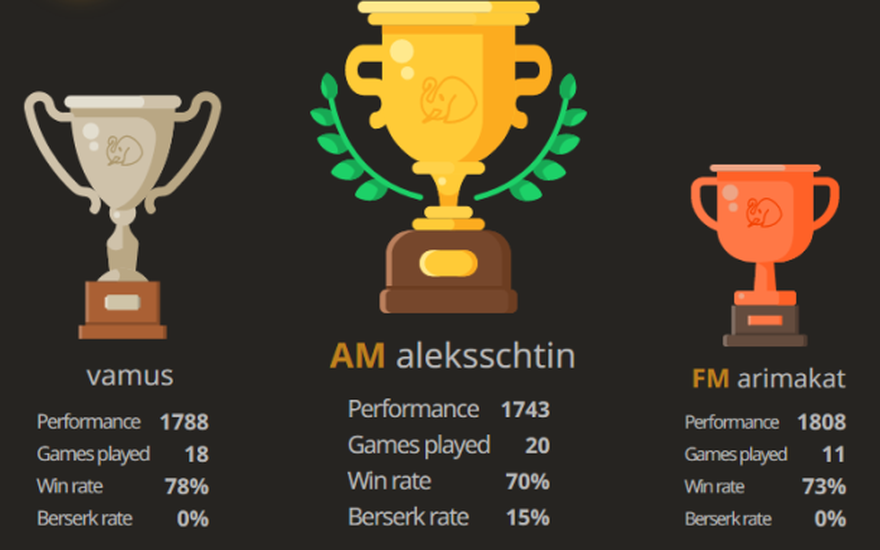 vamus
Performance 1788
Games played 18
Win rate 78%
Berserk rate 0%
AM aleksschtin
Performance 1743
Games played 20
Win rate 70%
Berserk rate 15%
FM arimakat
Performance 1808
Games played 11
Win rate 73%
Berserk rate 0%